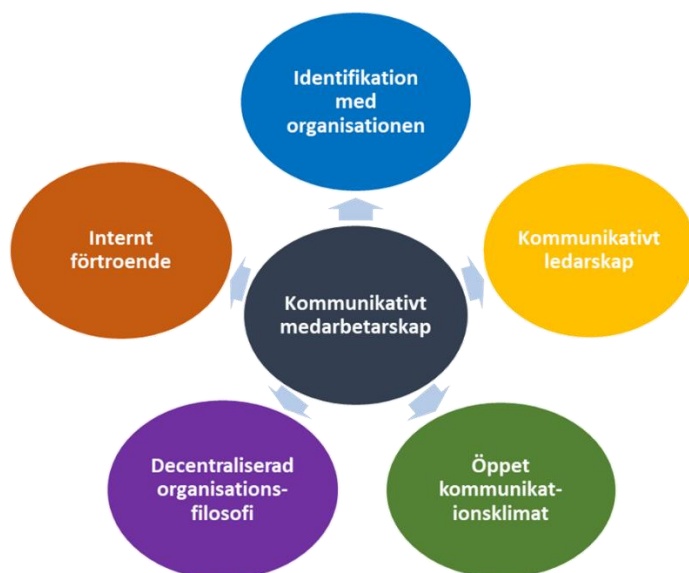 Identifikation
med
organisationen
Internt
förtroende
Kommunikativt
ledarskap
Kommunikativt
medarbetarskap
Decentraliserad
organisations-
filosofi
Öppet
kommunikat-
ionsklimat